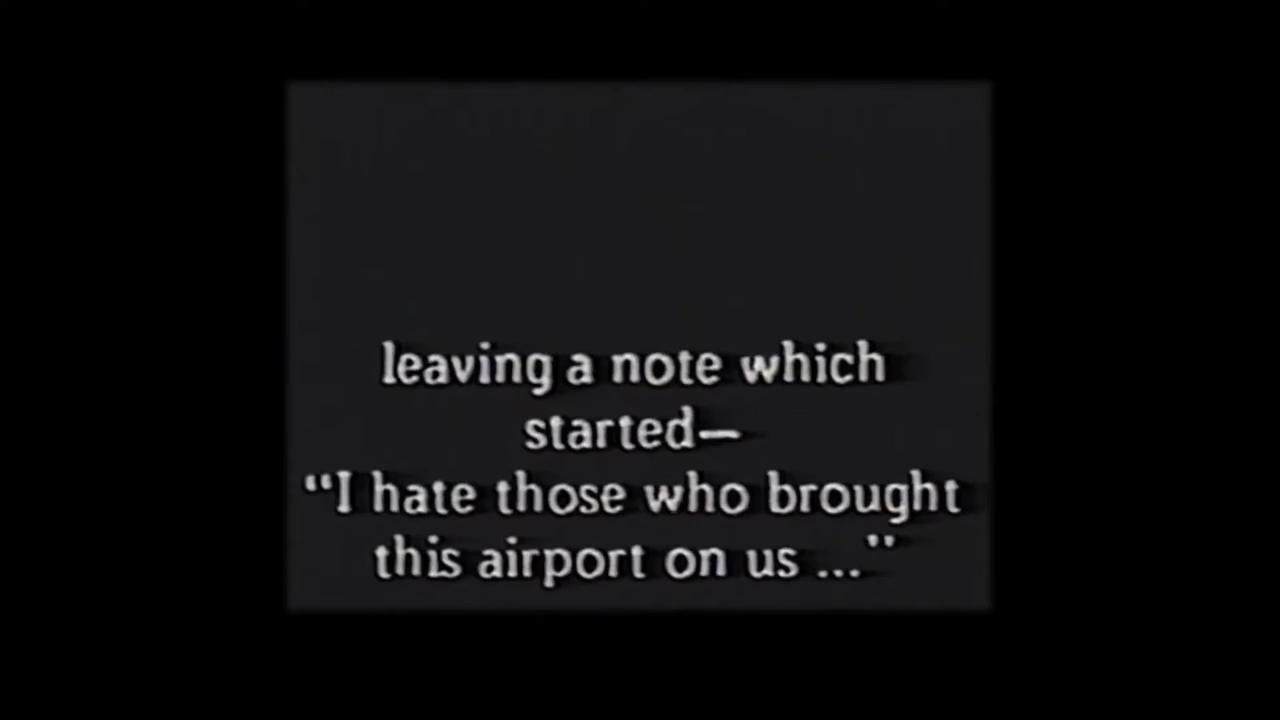 leaving a note which
started—
“I hate those who brought
this airport on us ..."